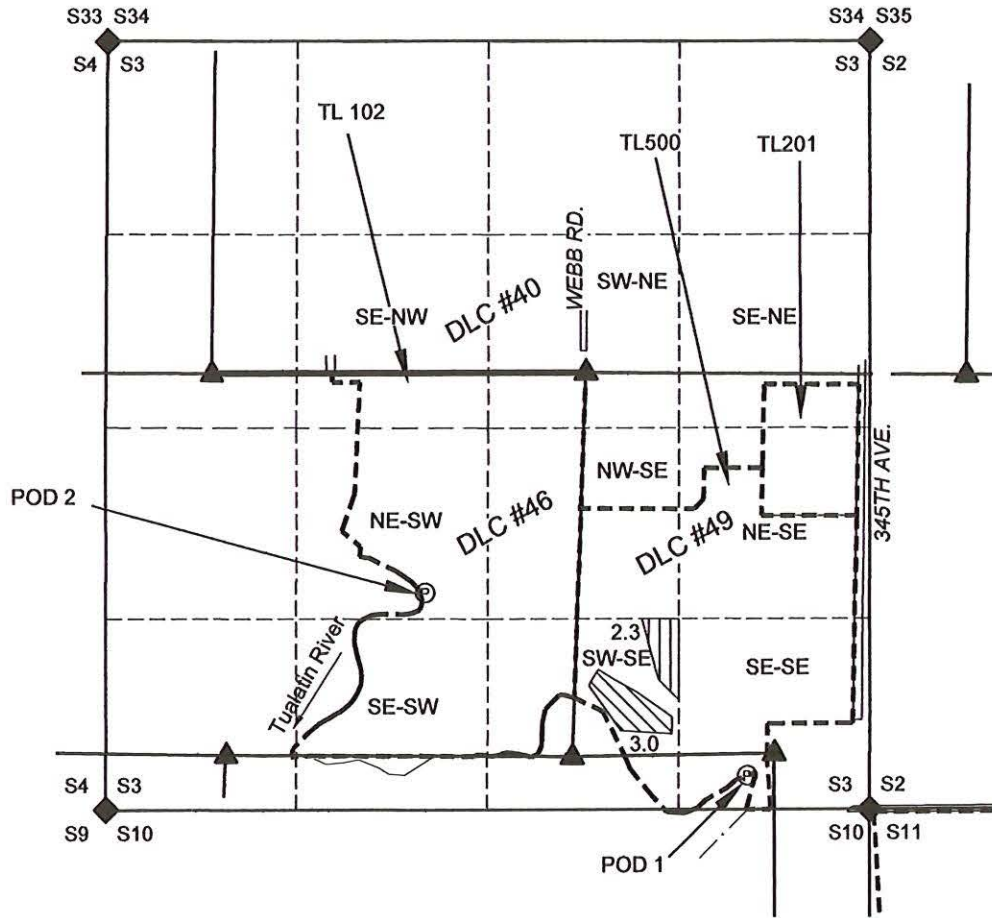 S33 S34
S34 S35
S4 S3
S3 S2
TL 102
TL500
TL201
WEBB RD.
SW-NE
DLC #40
SE-NW
SE-NE
345TH AVE.
NW-SE
POD 2
NE-SW
DLC #46
DLC #49
NE-SE
2.3
SW-SE
SE-SE
Tualatin River
SE-SW
3.0
P
P
S4 S3
S3 S2
S9 S10
S10 S11
POD 1